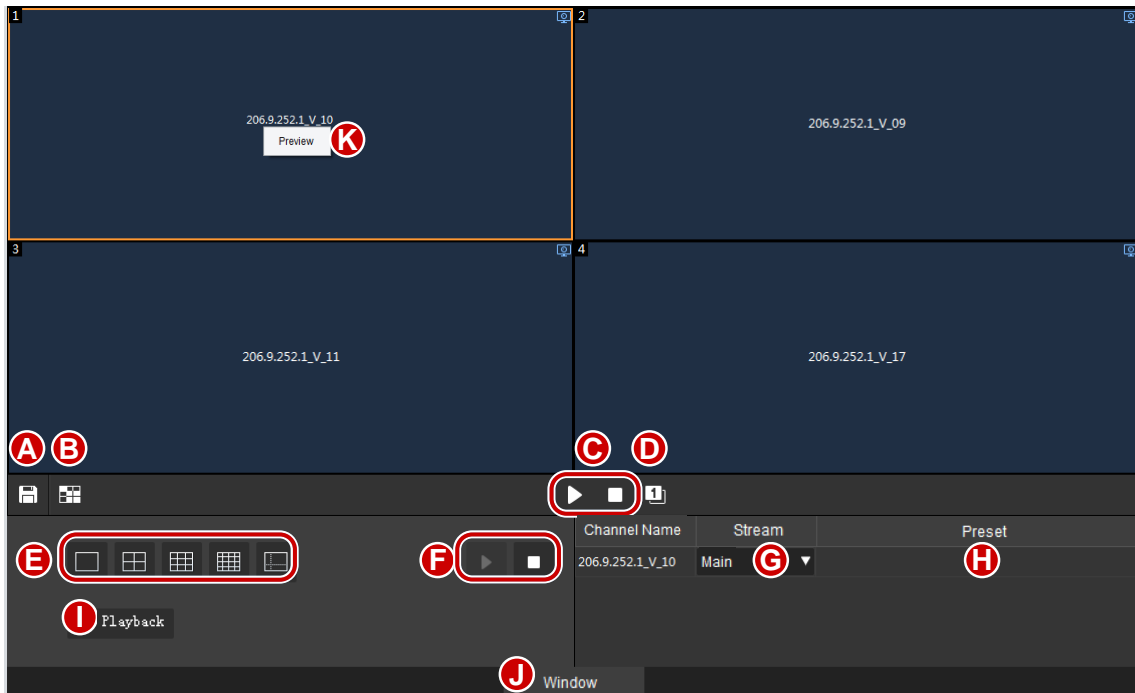 1
2
206.9.252.1_V_10
Preview
K
206.9.252.1_V_09
3
4
206.9.252.1_V_11
206.9.252.1_V_17
A B C D
1
Channel Name Stream Preset
E F
206.9.252.1_V_10 Main G ▼ H
I Playback
J Window